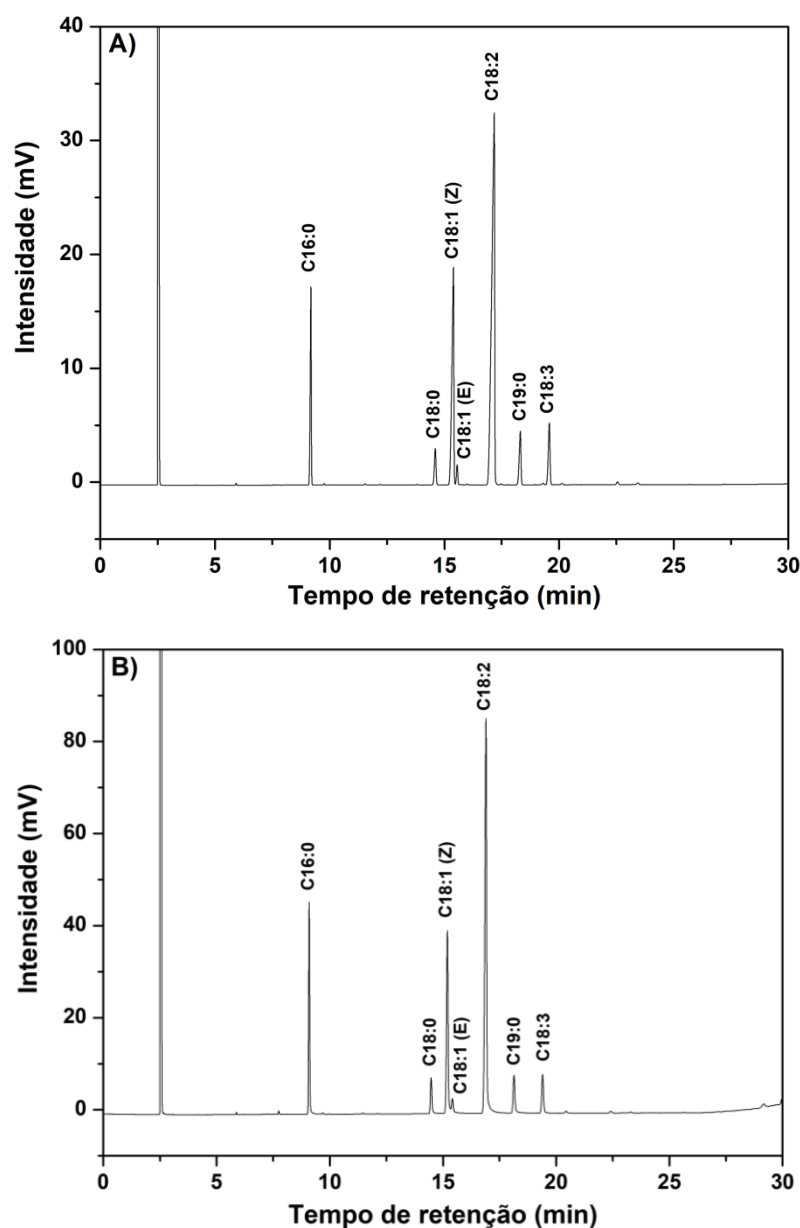 A)
Intensidade (mV)
40
30
20
10
0
C16:0
C18:0
C18:1 (Z)
C18:1 (E)
C18:2
C19:0
C18:3
0 5 10 15 20 25 30
Tempo de retenção (min)
B)
Intensidade (mV)
100
80
60
40
20
0
C16:0
C18:0
C18:1 (Z)
C18:1 (E)
C18:2
C19:0
C18:3
0 5 10 15 20 25 30
Tempo de retenção (min)